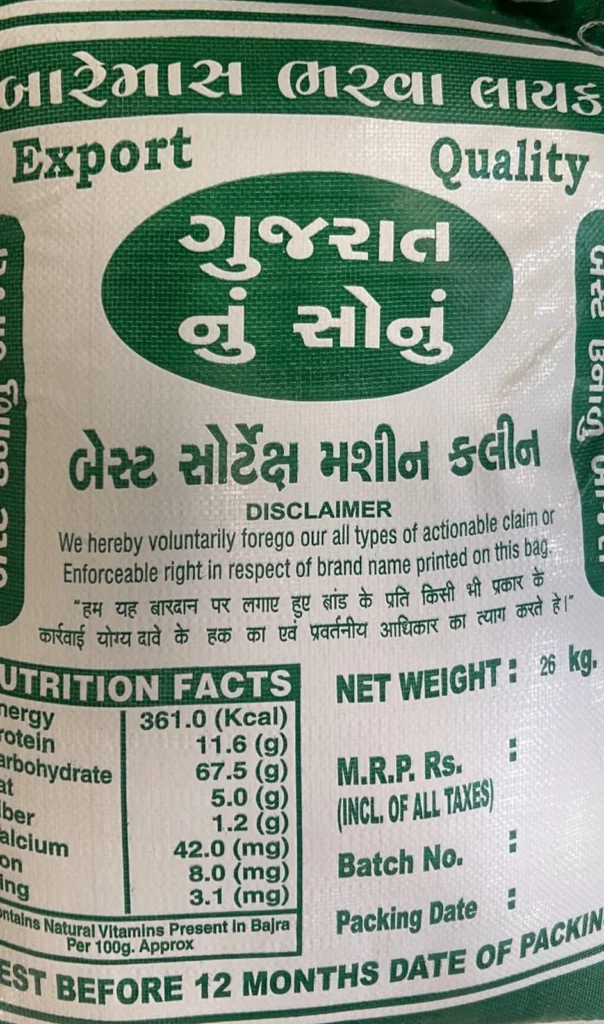 બારેમાસ ભરવા લાયક
Export Quality
ગુજરાત
નું સોનું
બેસ્ટ સોર્ટેક્ષ મશીન કલીન
DISCLAIMER
We hereby voluntarily forego our all types of actionable claim or
Enforceable right in respect of brand name printed on this bag.
"हम यह बारदान पर लगाए हुए ब्रांड के प्रति किसी भी प्रकार के
कार्रवाई योग्य दावे के हक का एवं प्रवर्तनीय आधिकार का त्याग करते हे।"
UTRITION FACTS
nergy 361.0 (Kcal)
rotein 11.6 (g)
arbohydrate 67.5 (g)
at 5.0 (g)
iber 1.2 (g)
alcium 42.0 (mg)
on 8.0 (mg)
ing 3.1 (mg)
ontains Natural Vitamins Present in Bajra
Per 100g. Approx
NET WEIGHT : 26 kg.
M.R.P. Rs. :
(INCL. OF ALL TAXES)
Batch No. :
Packing Date :
EST BEFORE 12 MONTHS DATE OF PACKIN